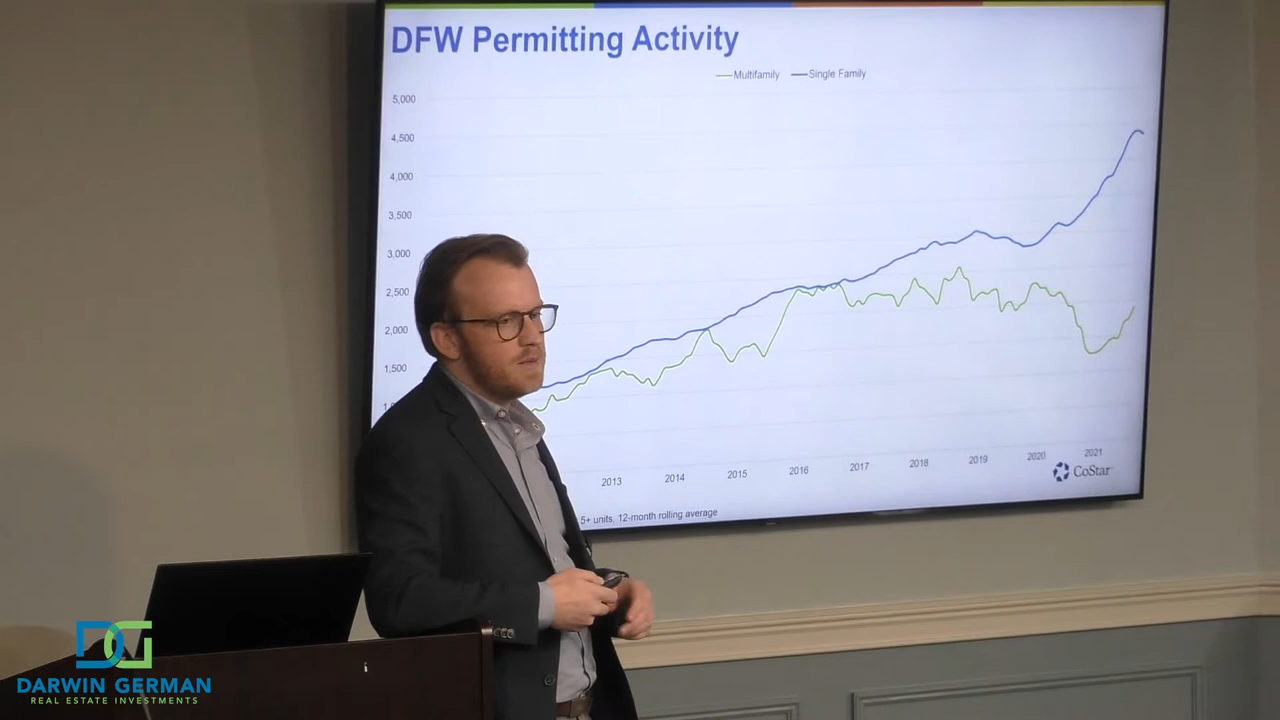 DFW Permitting Activity
Multifamily Single Family
5,000
4,500
4,000
3,500
3,000
2,500
2,000
1,500
2013 2014 2015 2016 2017 2018 2019 2020 2021
CoStar
5+ units, 12-month rolling average
DG
DARWIN GERMAN
REAL ESTATE INVESTMENTS